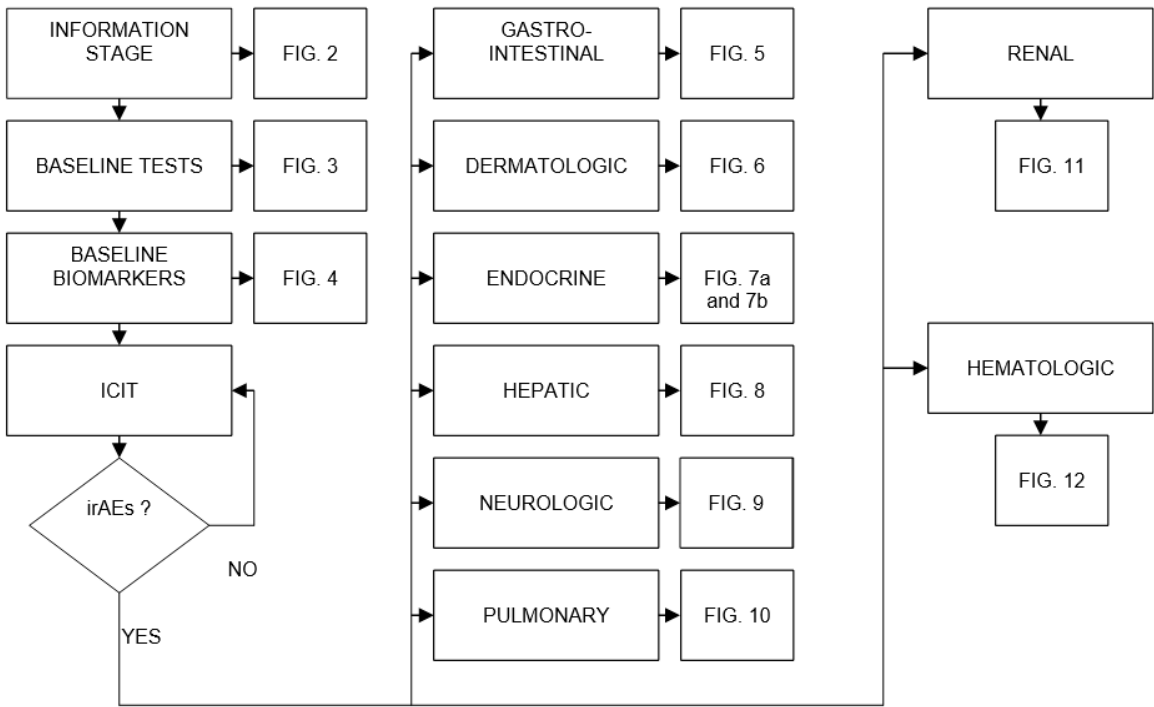 INFORMATION
STAGE
FIG. 2
BASELINE TESTS
FIG. 3
BASELINE
BIOMARKERS
FIG. 4
ICIT
irAEs ?
NO
YES
GASTRO-
INTESTINAL
FIG. 5
DERMATOLOGIC
FIG. 6
ENDOCRINE
FIG. 7a
and 7b
HEPATIC
FIG. 8
NEUROLOGIC
FIG. 9
PULMONARY
FIG. 10
RENAL
FIG. 11
HEMATOLOGIC
FIG. 12